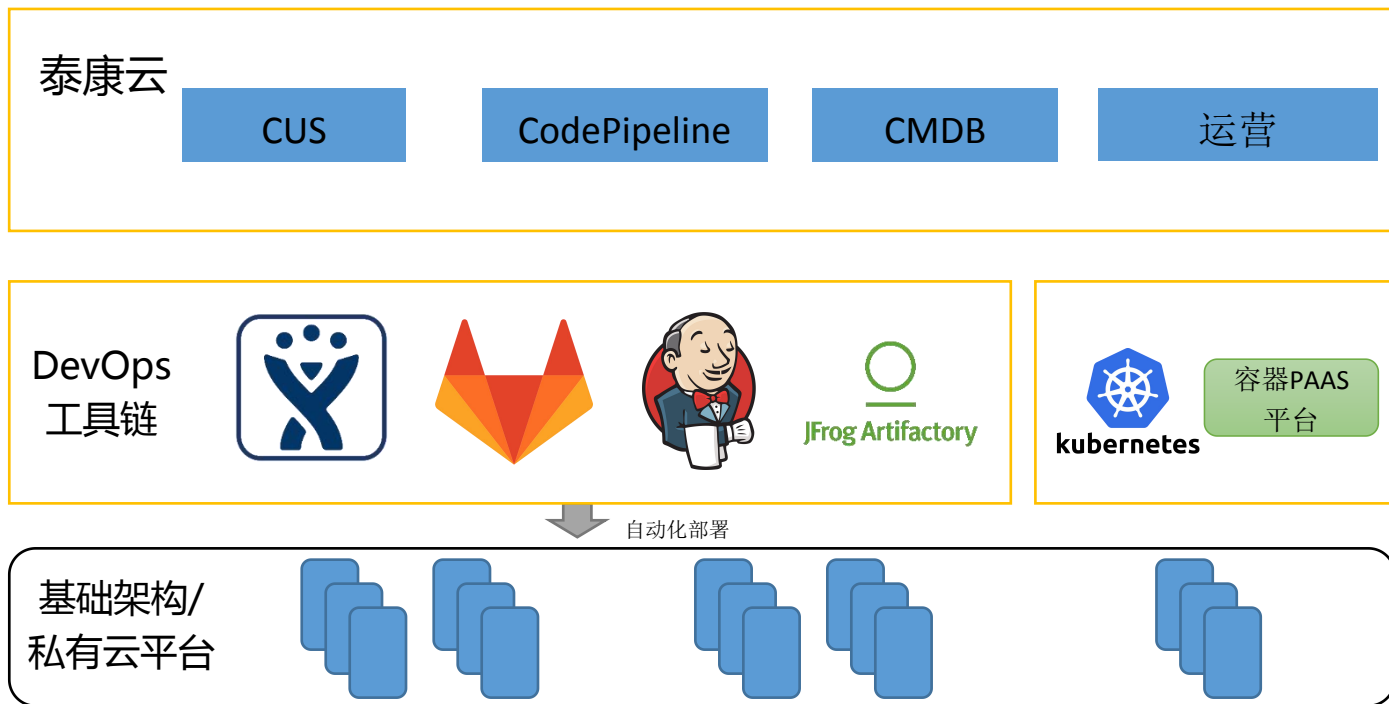 泰康云
CUS
CodePipeline
CMDB
运营
DevOps
工具链
JFrog Artifactory
kubernetes
容器PAAS
平台
自动化部署
基础架构/
私有云平台